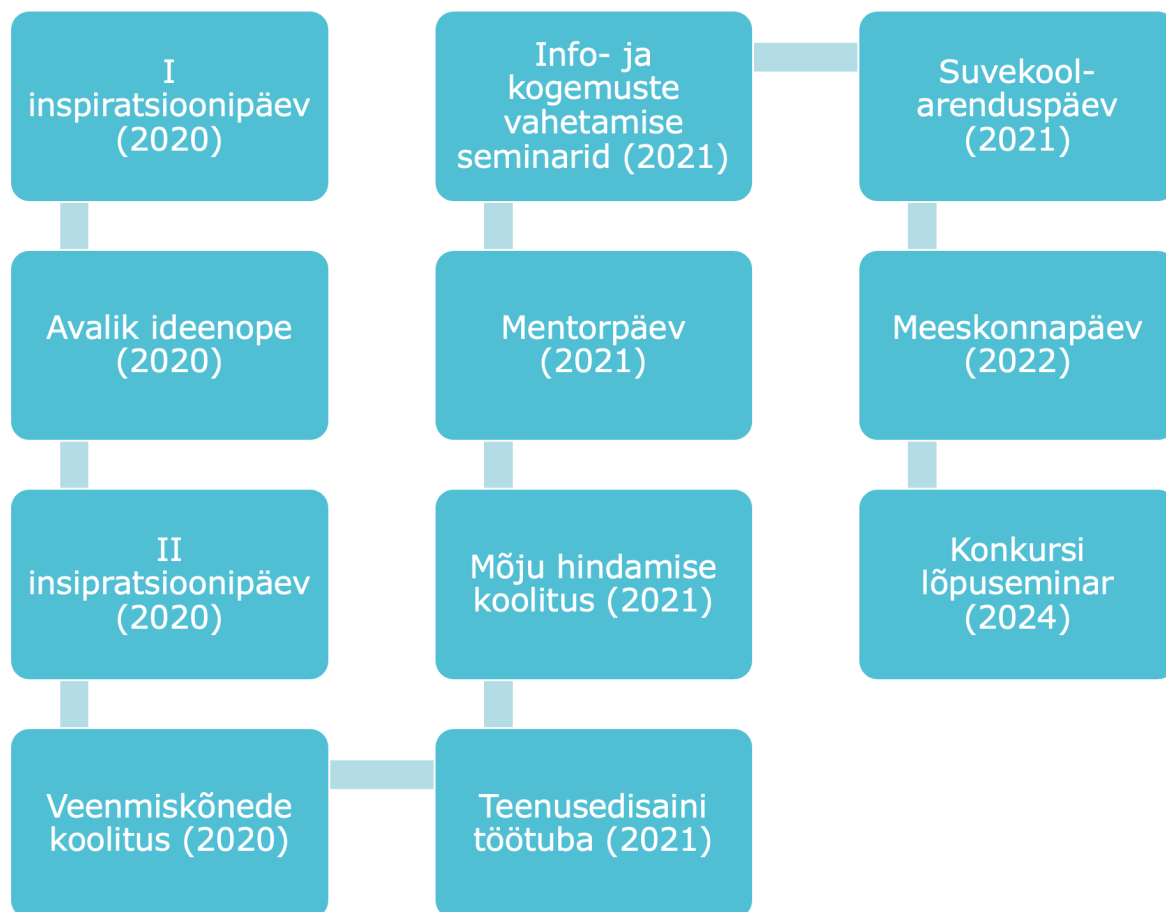 I
inspiratsioonipäev
(2020)
Avalik ideenope
(2020)
II
insipratsioonipäev
(2020)
Veenmiskõnede
koolitus (2020)
Teenusedisaini
töötuba (2021)
Mõju hindamise
koolitus (2021)
Mentorpäev
(2021)
Info- ja
kogemuste
vahetamise
seminarid (2021)
Suvekool-
arenduspäev
(2021)
Meeskonnapäev
(2022)
Konkursi
lõpuseminar
(2024)